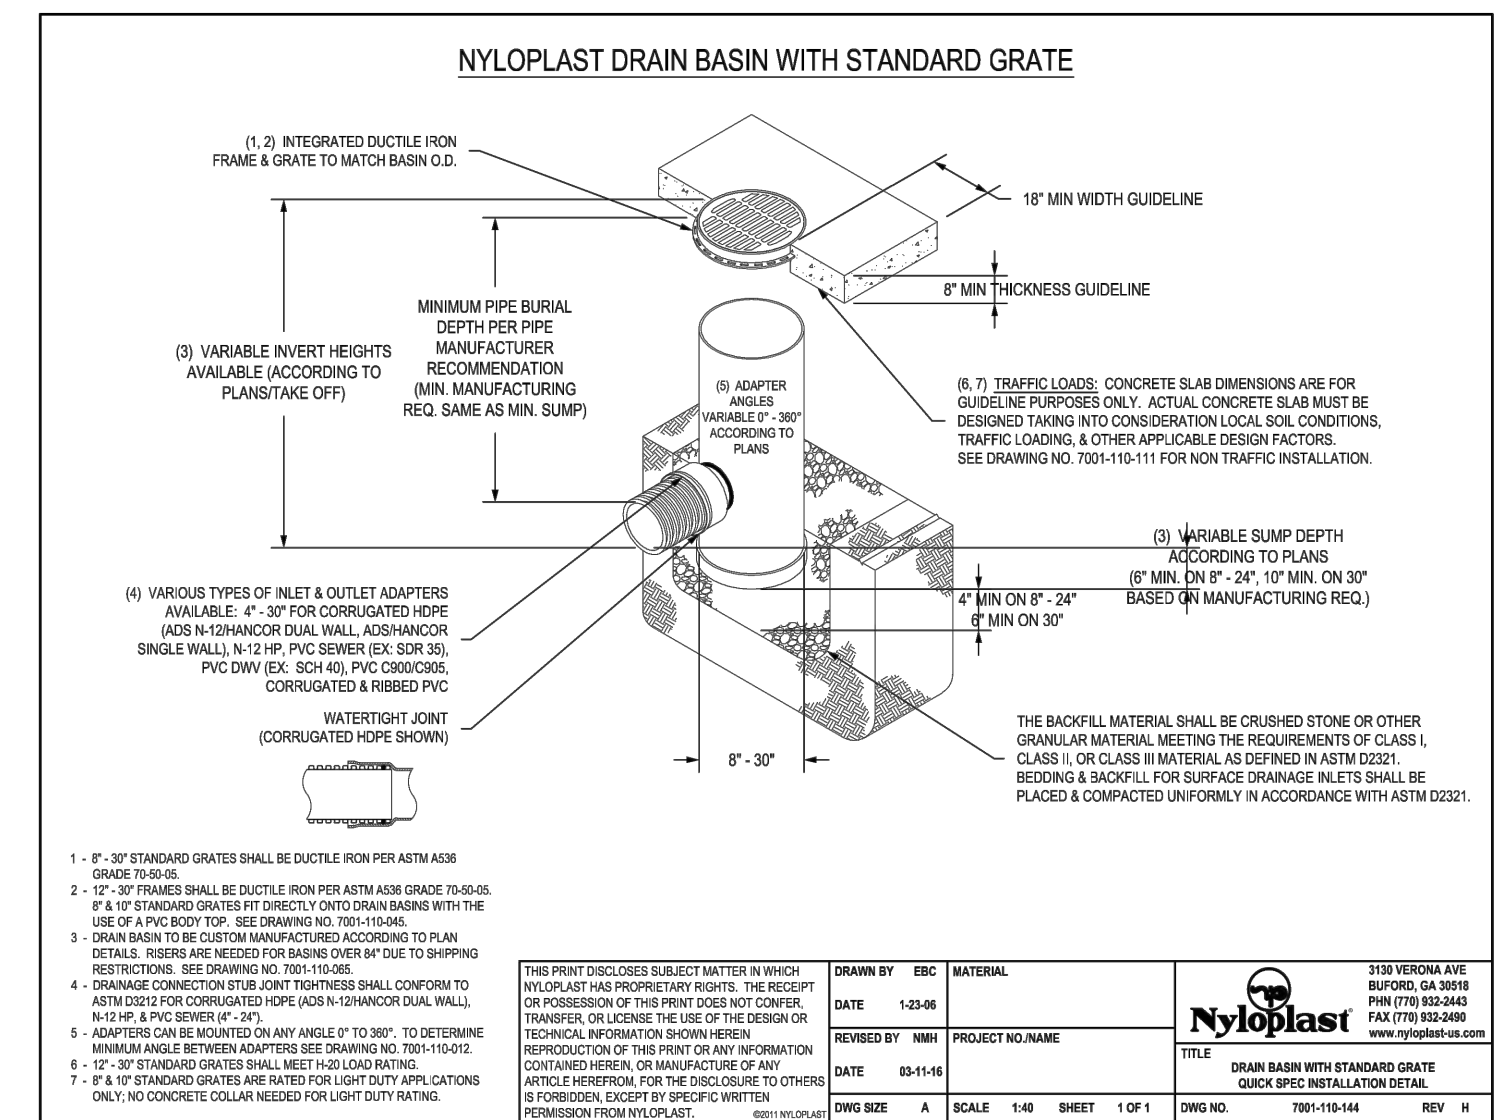 NYLOPLAST DRAIN BASIN WITH STANDARD GRATE
(1, 2) INTEGRATED DUCTILE IRON
FRAME & GRATE TO MATCH BASIN O.D.
18" MIN WIDTH GUIDELINE
8" MIN THICKNESS GUIDELINE
MINIMUM PIPE BURIAL
DEPTH PER PIPE
MANUFACTURER
RECOMMENDATION
(MIN. MANUFACTURING
REQ. SAME AS MIN. SUMP)
(3) VARIABLE INVERT HEIGHTS
AVAILABLE (ACCORDING TO
PLANS/TAKE OFF)
(5) ADAPTER
ANGLES
VARIABLE 0° - 360°
ACCORDING TO
PLANS
(6, 7) TRAFFIC LOADS: CONCRETE SLAB DIMENSIONS ARE FOR
GUIDELINE PURPOSES ONLY. ACTUAL CONCRETE SLAB MUST BE
DESIGNED TAKING INTO CONSIDERATION LOCAL SOIL CONDITIONS,
TRAFFIC LOADING, & OTHER APPLICABLE DESIGN FACTORS.
SEE DRAWING NO. 7001-110-111 FOR NON TRAFFIC INSTALLATION.
(3) VARIABLE SUMP DEPTH
ACCORDING TO PLANS
(6" MIN. ON 8" - 24", 10" MIN. ON 30"
BASED ON MANUFACTURING REQ.)
4" MIN ON 8" - 24"
6" MIN ON 30"
(4) VARIOUS TYPES OF INLET & OUTLET ADAPTERS
AVAILABLE: 4" - 30" FOR CORRUGATED HDPE
(ADS N-12/HANCOR DUAL WALL, ADS/HANCOR
SINGLE WALL), N-12 HP, PVC SEWER (EX: SDR 35),
PVC DWV (EX: SCH 40), PVC C900/C905,
CORRUGATED & RIBBED PVC
WATERTIGHT JOINT
(CORRUGATED HDPE SHOWN)
8" - 30"
THE BACKFILL MATERIAL SHALL BE CRUSHED STONE OR OTHER
GRANULAR MATERIAL MEETING THE REQUIREMENTS OF CLASS I,
CLASS II, OR CLASS III MATERIAL AS DEFINED IN ASTM D2321.
BEDDING & BACKFILL FOR SURFACE DRAINAGE INLETS SHALL BE
PLACED & COMPACTED UNIFORMLY IN ACCORDANCE WITH ASTM D2321.
1 - 8" - 30" STANDARD GRATES SHALL BE DUCTILE IRON PER ASTM A536
GRADE 70-50-05.
2 - 12" - 30" FRAMES SHALL BE DUCTILE IRON PER ASTM A536 GRADE 70-50-05.
8" & 10" STANDARD GRATES FIT DIRECTLY ONTO DRAIN BASINS WITH THE
USE OF A PVC BODY TOP. SEE DRAWING NO. 7001-110-045.
3 - DRAIN BASIN TO BE CUSTOM MANUFACTURED ACCORDING TO PLAN
DETAILS. RISERS ARE NEEDED FOR BASINS OVER 84" DUE TO SHIPPING
RESTRICTIONS. SEE DRAWING NO. 7001-110-065.
4 - DRAINAGE CONNECTION STUB JOINT TIGHTNESS SHALL CONFORM TO
ASTM D3212 FOR CORRUGATED HDPE (ADS N-12/HANCOR DUAL WALL),
N-12 HP, & PVC SEWER (4" - 24").
5 - ADAPTERS CAN BE MOUNTED ON ANY ANGLE 0° TO 360°. TO DETERMINE
MINIMUM ANGLE BETWEEN ADAPTERS SEE DRAWING NO. 7001-110-012.
6 - 12" - 30" STANDARD GRATES SHALL MEET H-20 LOAD RATING.
7 - 8" & 10" STANDARD GRATES ARE RATED FOR LIGHT DUTY APPLICATIONS
ONLY; NO CONCRETE COLLAR NEEDED FOR LIGHT DUTY RATING.
THIS PRINT DISCLOSES SUBJECT MATTER IN WHICH
NYLOPLAST HAS PROPRIETARY RIGHTS. THE RECEIPT
OR POSSESSION OF THIS PRINT DOES NOT CONFER,
TRANSFER, OR LICENSE THE USE OF THE DESIGN OR
TECHNICAL INFORMATION SHOWN HEREIN
REPRODUCTION OF THIS PRINT OR ANY INFORMATION
CONTAINED HEREIN, OR MANUFACTURE OF ANY
ARTICLE HEREFROM, FOR THE DISCLOSURE TO OTHERS
IS FORBIDDEN, EXCEPT BY SPECIFIC WRITTEN
PERMISSION FROM NYLOPLAST.
©2011 NYLOPLAST
DRAWN BY EBC
DATE 1-23-06
REVISED BY NMH
DATE 03-11-16
DWG SIZE A
MATERIAL
PROJECT NO./NAME
SCALE 1:40 SHEET 1 OF 1
Nyloplast®
3130 VERONA AVE
BUFORD, GA 30518
PHN (770) 932-2443
FAX (770) 932-2490
www.nyloplast-us.com
TITLE
DRAIN BASIN WITH STANDARD GRATE
QUICK SPEC INSTALLATION DETAIL
DWG NO. 7001-110-144 REV H